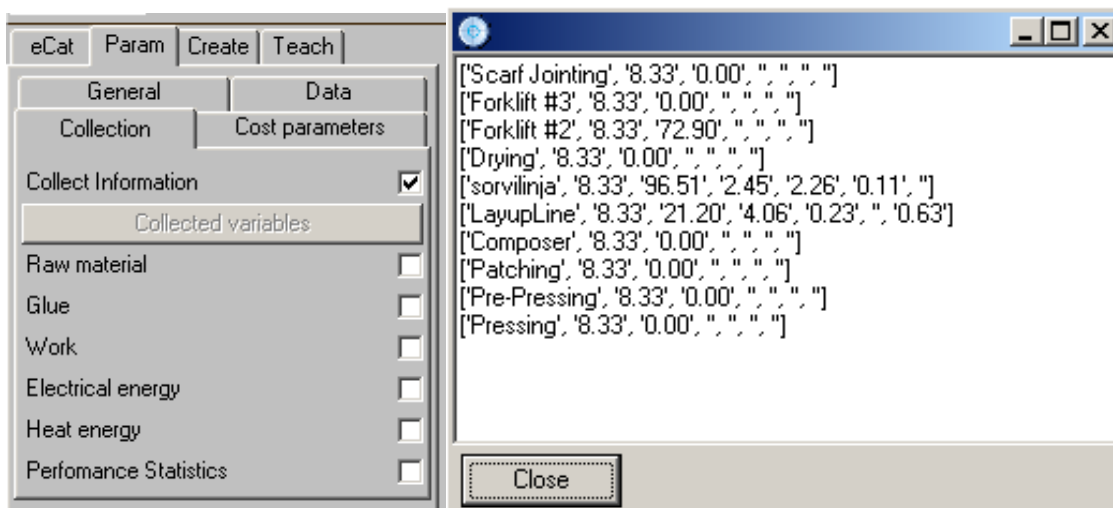 eCat Param Create Teach
General Data
Collection Cost parameters
Collect Information
Collected variables
Raw material
Glue
Work
Electrical energy
Heat energy
Perfomance Statistics
['Scarf Jointing', '8.33', '0.00', '', '', '', '']
['Forklift #3', '8.33', '0.00', '', '', '', '']
['Forklift #2', '8.33', '72.90', '', '', '', '']
['Drying', '8.33', '0.00', '', '', '', '']
['sorvilinja', '8.33', '96.51', '2.45', '2.26', '0.11', '']
['LayupLine', '8.33', '21.20', '4.06', '0.23', '', '0.63']
['Composer', '8.33', '0.00', '', '', '', '']
['Patching', '8.33', '0.00', '', '', '', '']
['Pre-Pressing', '8.33', '0.00', '', '', '', '']
['Pressing', '8.33', '0.00', '', '', '', '']
Close